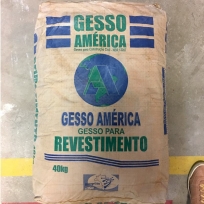 GESSO
AMÉRICA
GESSO AMÉRICA
GESSO PARA
REVESTIMENTO
40kg